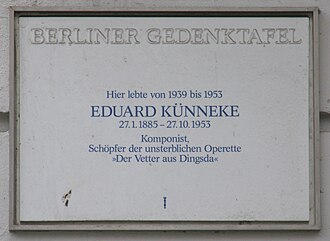 BERLINER GEDENKTAFEL
Hier lebte von 1939 bis 1953
EDUARD KÜNNEKE
27.1.1885 – 27.10.1953
Komponist,
Schöpfer der unsterblichen Operette
»Der Vetter aus Dingsda«